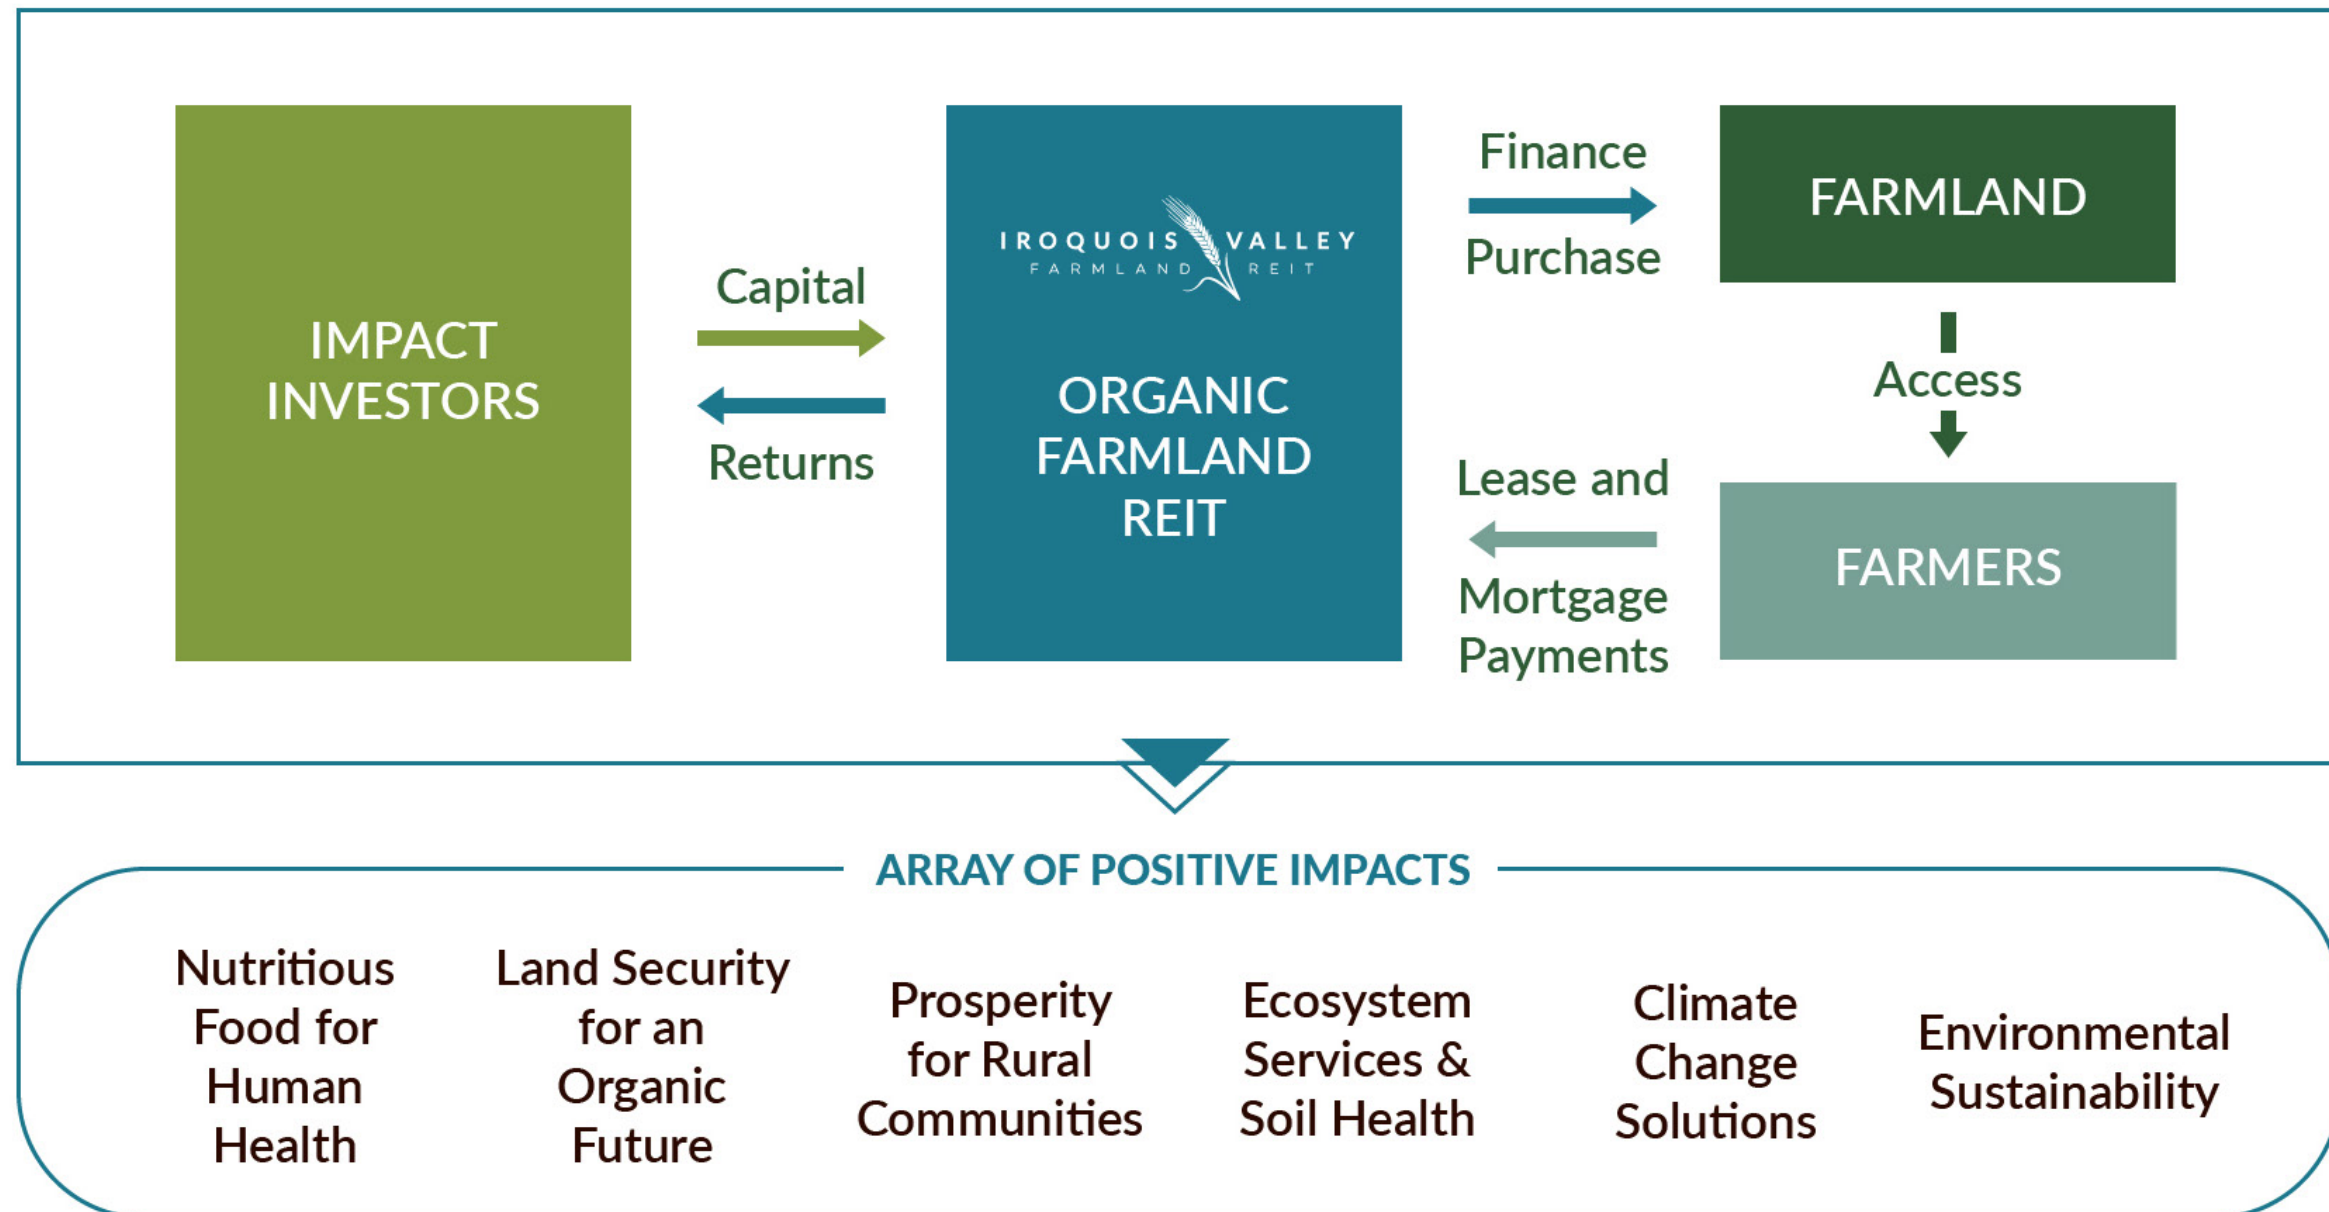 IMPACT
INVESTORS
Capital
Returns
IROQUOIS VALLEY
FARMLAND REIT
ORGANIC
FARMLAND
REIT
Finance
Purchase
FARMLAND
Access
Lease and
Mortgage
Payments
FARMERS
ARRAY OF POSITIVE IMPACTS
Nutritious
Food for
Human
Health
Land Security
for an
Organic
Future
Prosperity
for Rural
Communities
Ecosystem
Services &
Soil Health
Climate
Change
Solutions
Environmental
Sustainability